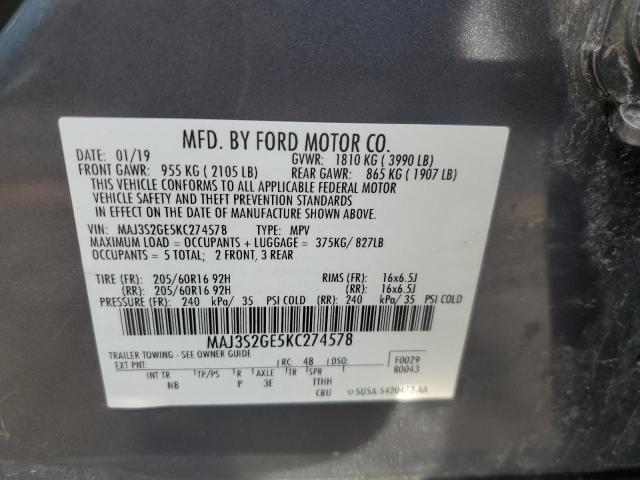 MFD. BY FORD MOTOR CO.
DATE: 01/19 GVWR: 1810 KG ( 3990 LB)
FRONT GAWR: 955 KG ( 2105 LB) REAR GAWR: 865 KG ( 1907 LB)
THIS VEHICLE CONFORMS TO ALL APPLICABLE FEDERAL MOTOR
VEHICLE SAFETY AND THEFT PREVENTION STANDARDS
IN EFFECT ON THE DATE OF MANUFACTURE SHOWN ABOVE.
VIN: MAJ3S2GE5KC274578 TYPE: MPV
MAXIMUM LOAD = OCCUPANTS + LUGGAGE = 375KG/ 827LB
OCCUPANTS = 5 TOTAL; 2 FRONT, 3 REAR
TIRE (FR): 205/60R16 92H RIMS (FR): 16x6.5J
(RR): 205/60R16 92H (RR): 16x6.5J
PRESSURE (FR): 240 kPa/ 35 PSI COLD (RR): 240 kPa/ 35 PSI COLD
MAJ3S2GE5KC274578
TRAILER TOWING - SEE OWNER GUIDE
EXT PNT: RC: 48 DSO: F0029
R0043
INT TR TP/PS R AXLE TR SPR
NB P 3E TTHH
CBU